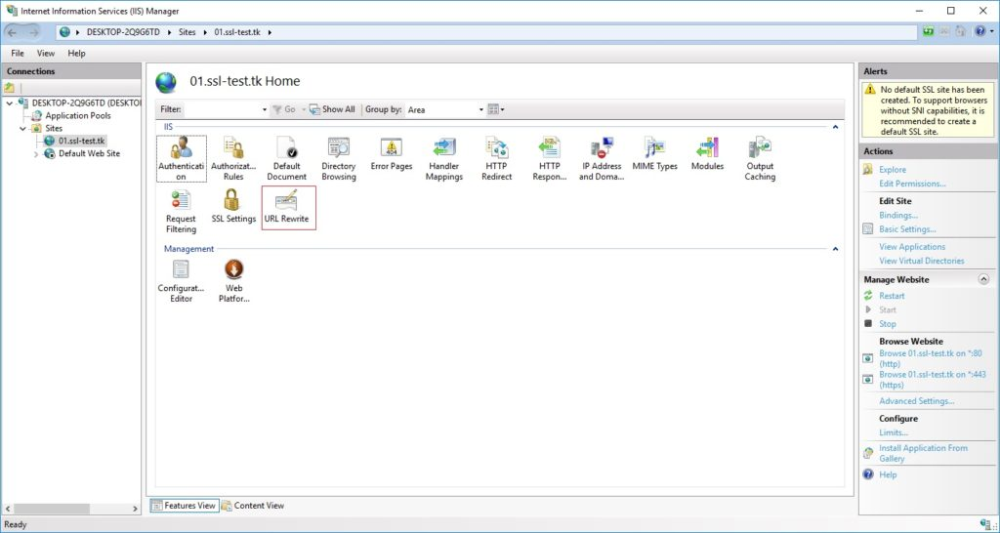 Internet Information Services (IIS) Manager
DESKTOP-2Q9G6TD
Sites
01.ssl-test.tk
File View Help
Connections
DESKTOP-2Q9G6TD (DESKTO
Application Pools
Sites
01.ssl-test.tk
Default Web Site
01.ssl-test.tk Home
Filter: Go Show All Group by: Area
IIS
Authenticati
on
Authorizat...
Rules
Default
Document
Directory
Browsing
404
Error Pages
Handler
Mappings
HTTP
Redirect
HTTP
Respon...
IP Address
and Doma...
MIME Types
Modules
Output
Caching
Request
Filtering
SSL Settings
URL Rewrite
Management
Configurat...
Editor
Web
Platfor...
Features View Content View
Ready
Alerts
No default SSL site has been
created. To support browsers
without SNI capabilities, it is
recommended to create a
default SSL site.
Actions
Explore
Edit Permissions...
Edit Site
Bindings...
Basic Settings...
View Applications
View Virtual Directories
Manage Website
Restart
Start
Stop
Browse Website
Browse 01.ssl-test.tk on *:80
(http)
Browse 01.ssl-test.tk on *:443
(https)
Advanced Settings...
Configure
Limits...
Install Application From
Gallery
Help